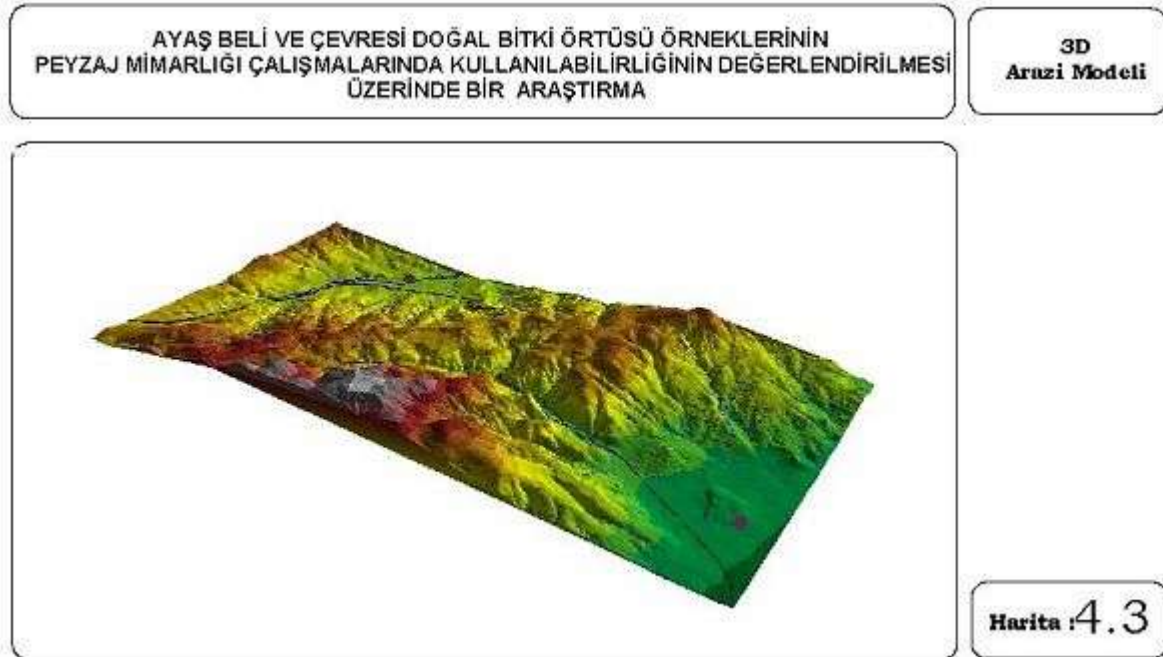 AYAŞ BELİ VE ÇEVRESİ DOĞAL BİTKİ ÖRTÜSÜ ÖRNEKLERİNİN
PEYZAJ MİMARLIĞI ÇALIŞMALARINDA KULLANILABİLİRLİĞİNİN DEĞERLENDİRİLMESİ
ÜZERİNDE BİR ARAŞTIRMA
3D
Arazi Modeli
Harita :4.3